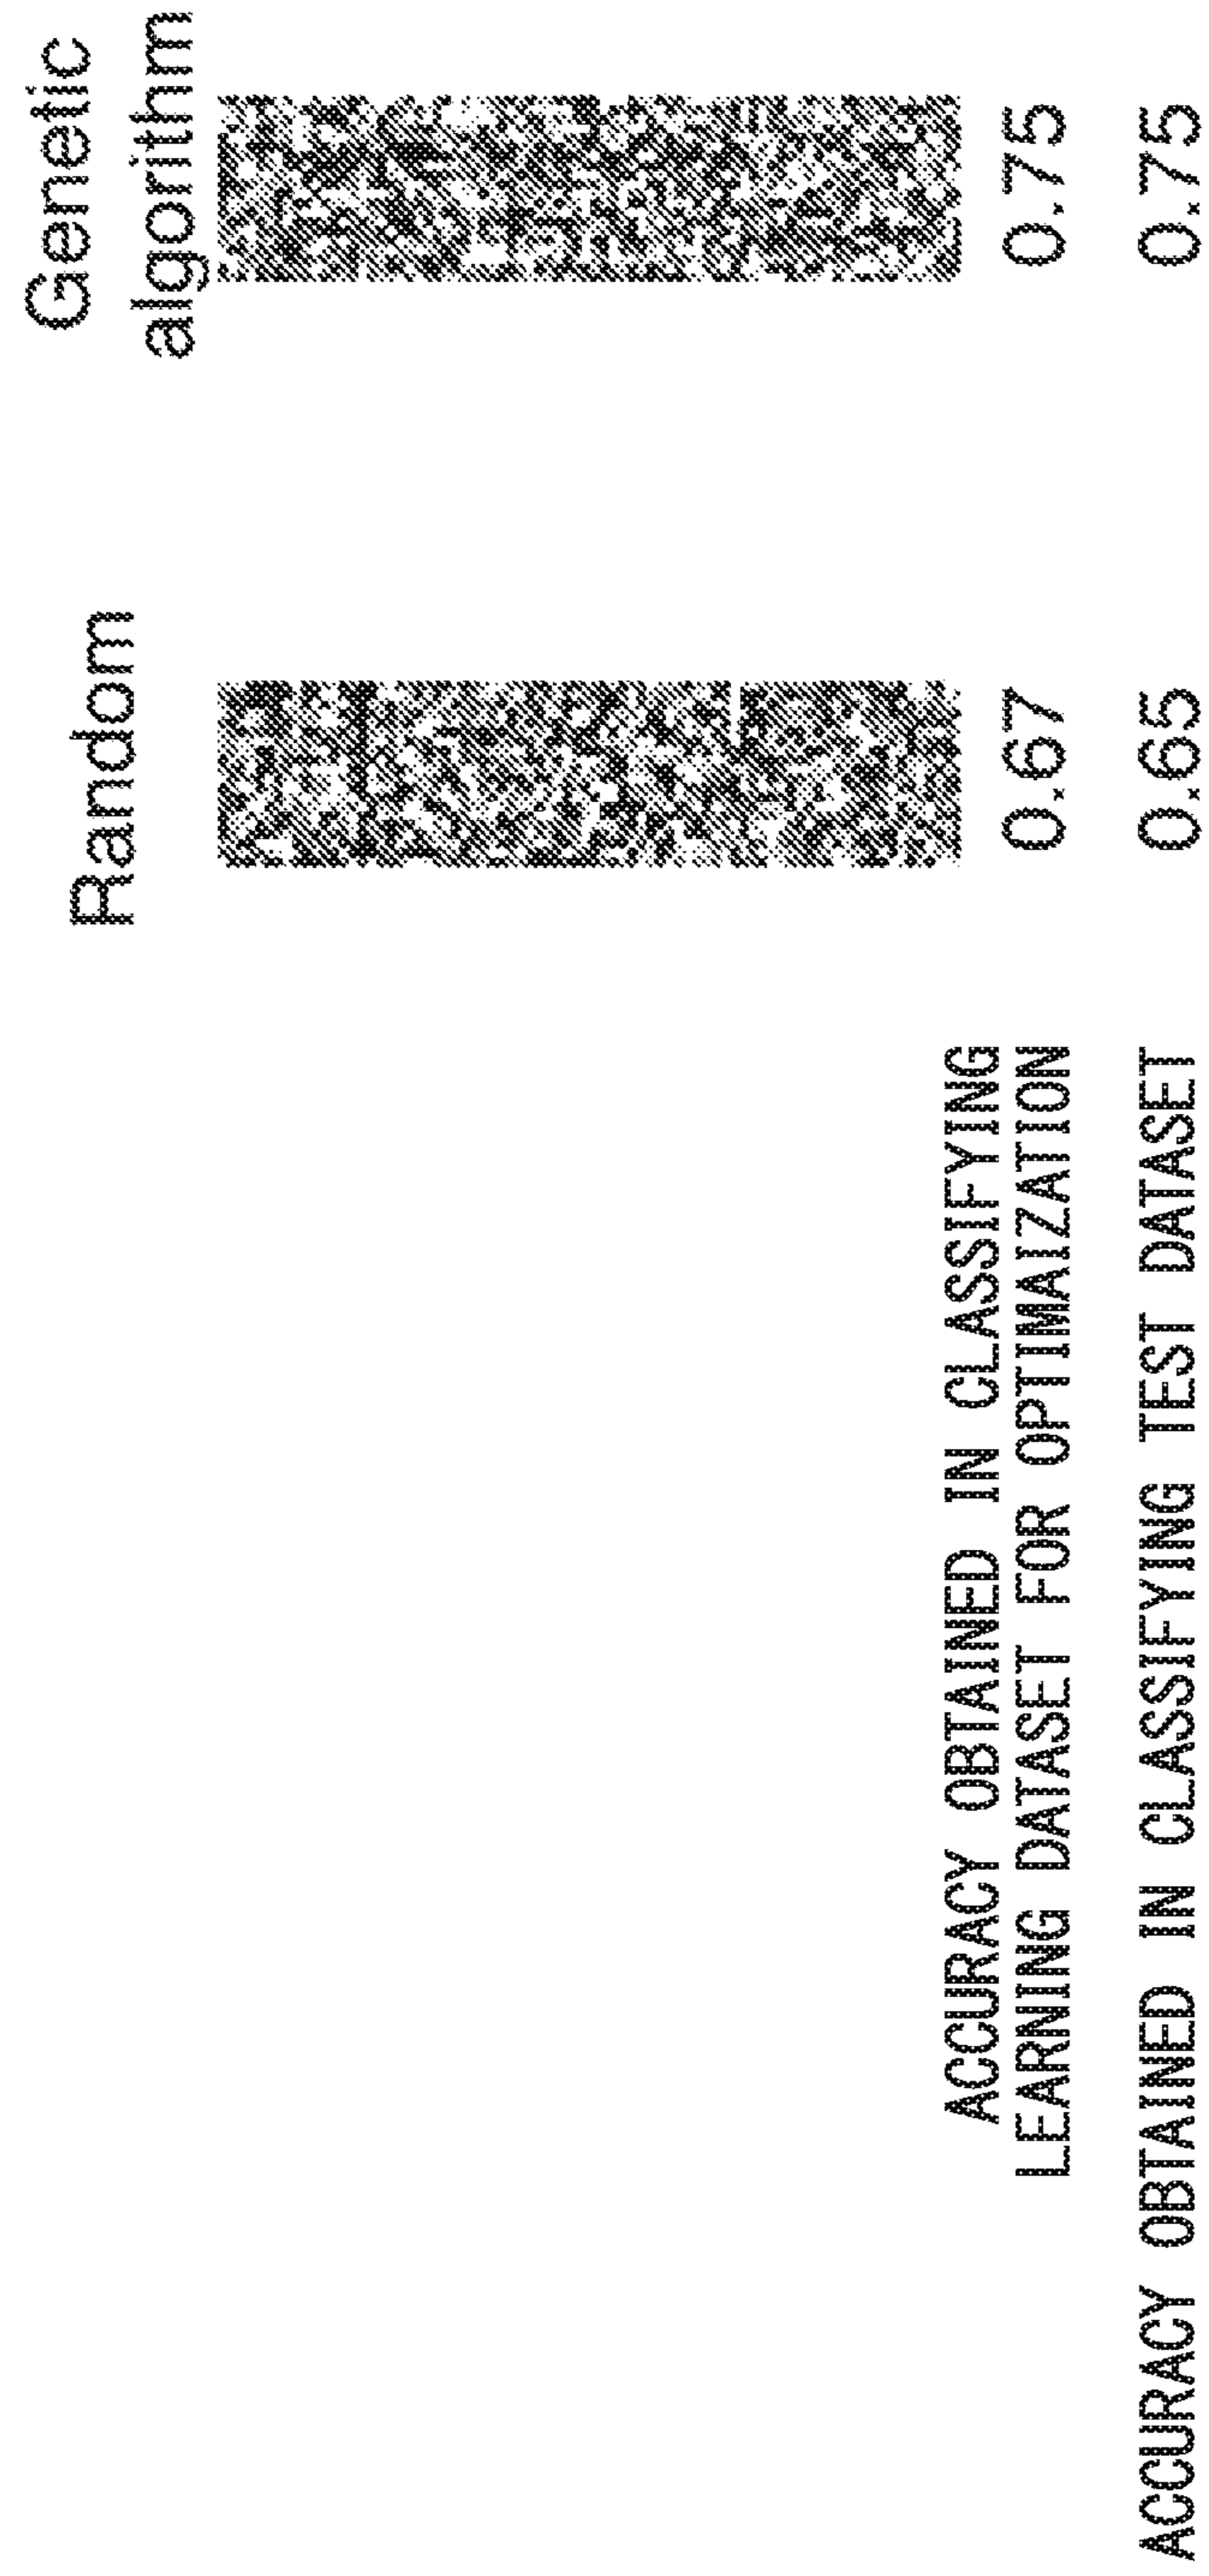 Random
Genetic
algorithm
ACCURACY OBTAINED IN CLASSIFYING
LEARNING DATASET FOR OPTIMAIZATION
0.67
0.75
ACCURACY OBTAINED IN CLASSIFYING TEST DATASET
0.65
0.75